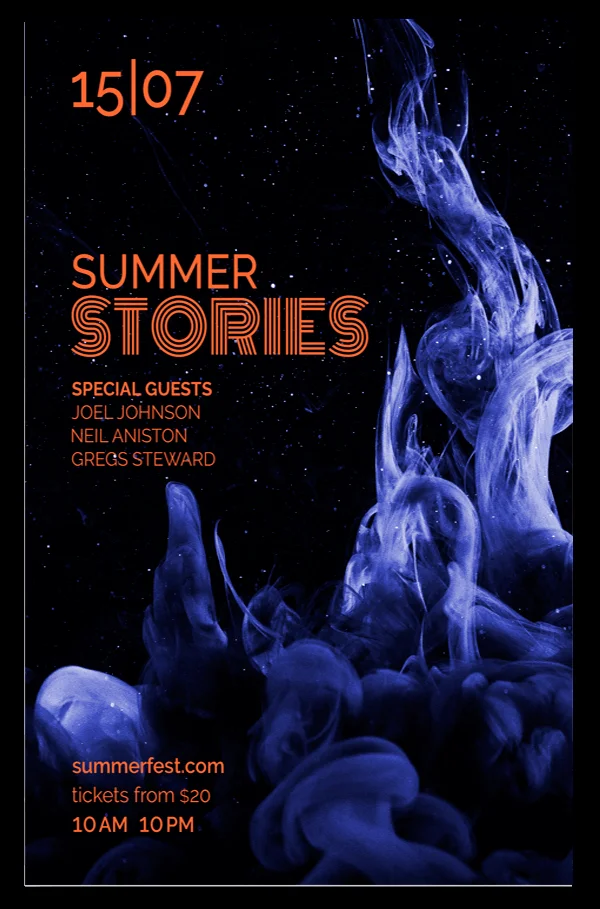 15|07
SUMMER
STORIES
SPECIAL GUESTS
JOEL JOHNSON
NEIL ANISTON
GREGS STEWARD
summerfest.com
tickets from $20
10 AM 10 PM